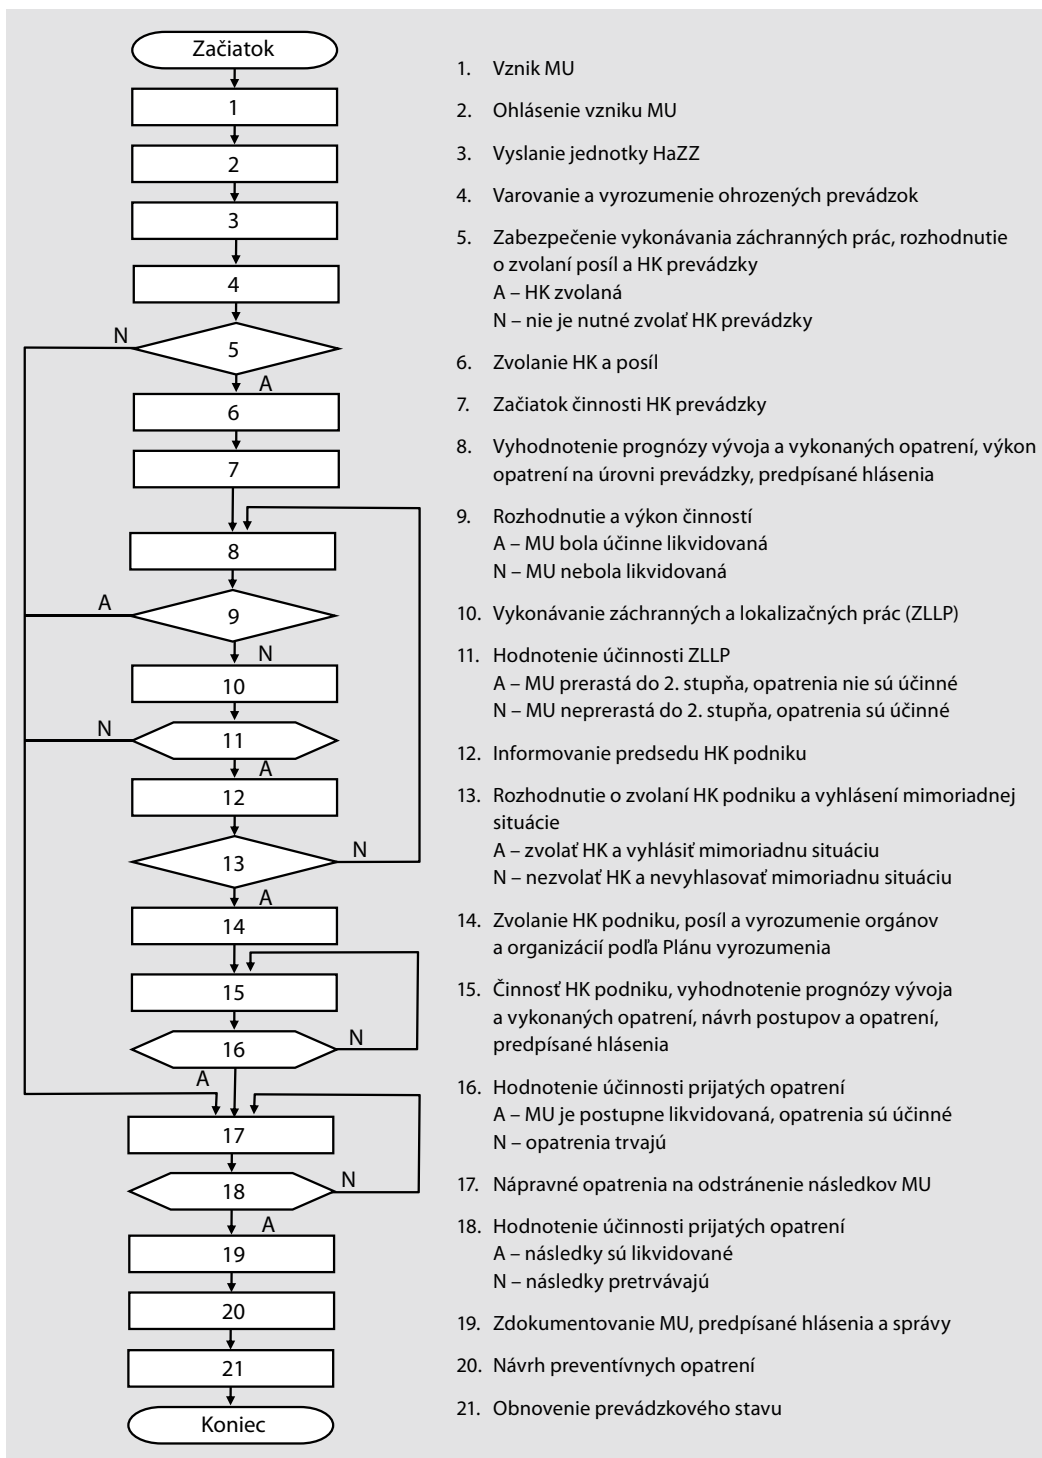 Začiatok
1
2
3
4
N
5
A
6
7
8
A
9
N
10
N
11
A
12
N
13
A
14
15
N
16
A
17
N
18
A
19
20
21
Koniec
1. Vznik MU
2. Ohlásenie vzniku MU
3. Vyslanie jednotky HaZZ
4. Varovanie a vyrozumenie ohrozených prevádzok
5. Zabezpečenie vykonávania záchranných prác, rozhodnutie
o zvolaní posíl a HK prevádzky
A – HK zvolaná
N – nie je nutné zvolať HK prevádzky
6. Zvolanie HK a posíl
7. Začiatok činnosti HK prevádzky
8. Vyhodnotenie prognózy vývoja a vykonaných opatrení, výkon
opatrení na úrovni prevádzky, predpísané hlásenia
9. Rozhodnutie a výkon činností
A – MU bola účinne likvidovaná
N – MU nebola likvidovaná
10. Vykonávanie záchranných a lokalizačných prác (ZLLP)
11. Hodnotenie účinnosti ZLLP
A – MU prerastá do 2. stupňa, opatrenia nie sú účinné
N – MU neprerastá do 2. stupňa, opatrenia sú účinné
12. Informovanie predsedu HK podniku
13. Rozhodnutie o zvolaní HK podniku a vyhlásení mimoriadnej
situácie
A – zvolať HK a vyhlásiť mimoriadnu situáciu
N – nezvolať HK a nevyhlasovať mimoriadnu situáciu
14. Zvolanie HK podniku, posíl a vyrozumenie orgánov
a organizácií podľa Plánu vyrozumenia
15. Činnosť HK podniku, vyhodnotenie prognózy vývoja
a vykonaných opatrení, návrh postupov a opatrení,
predpísané hlásenia
16. Hodnotenie účinnosti prijatých opatrení
A – MU je postupne likvidovaná, opatrenia sú účinné
N – opatrenia trvajú
17. Nápravné opatrenia na odstránenie následkov MU
18. Hodnotenie účinnosti prijatých opatrení
A – následky sú likvidované
N – následky pretrvávajú
19. Zdokumentovanie MU, predpísané hlásenia a správy
20. Návrh preventívnych opatrení
21. Obnovenie prevádzkového stavu